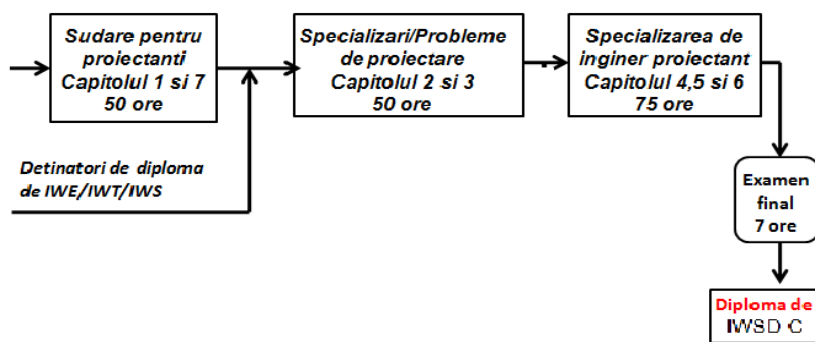 Sudare pentru
proiectanti
Capitolul 1 si 7
50 ore
Specializari/Probleme
de proiectare
Capitolul 2 si 3
50 ore
Specializarea de
inginer proiectant
Capitolul 4,5 si 6
75 ore
Detinatori de diploma
de IWE/IWT/IWS
Examen
final
7 ore
Diploma de
IWSD C